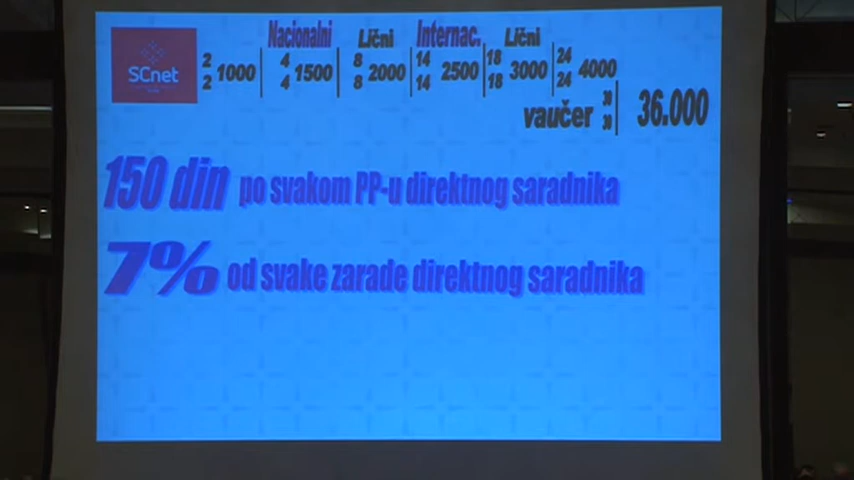 SCnet
Nacionalni Lični Internac. Lični
2 1000 4 1500 8 2000 14 2500 18 3000 24 4000
2 4 8 14 18 24
vaučer 30 36.000
30
150 din po svakom PP-u direktnog saradnika
7% od svake zarade direktnog saradnika